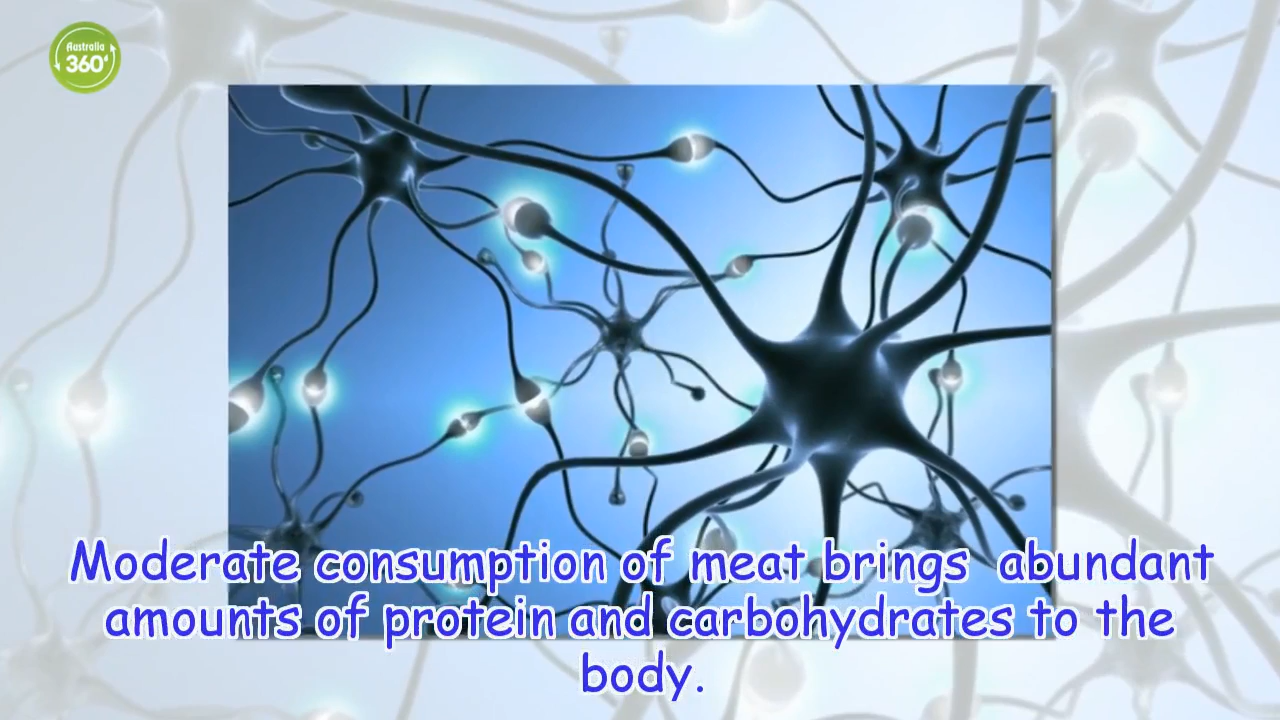 Australia
360°
Moderate consumption of meat brings abundant
amounts of protein and carbohydrates to the
body.